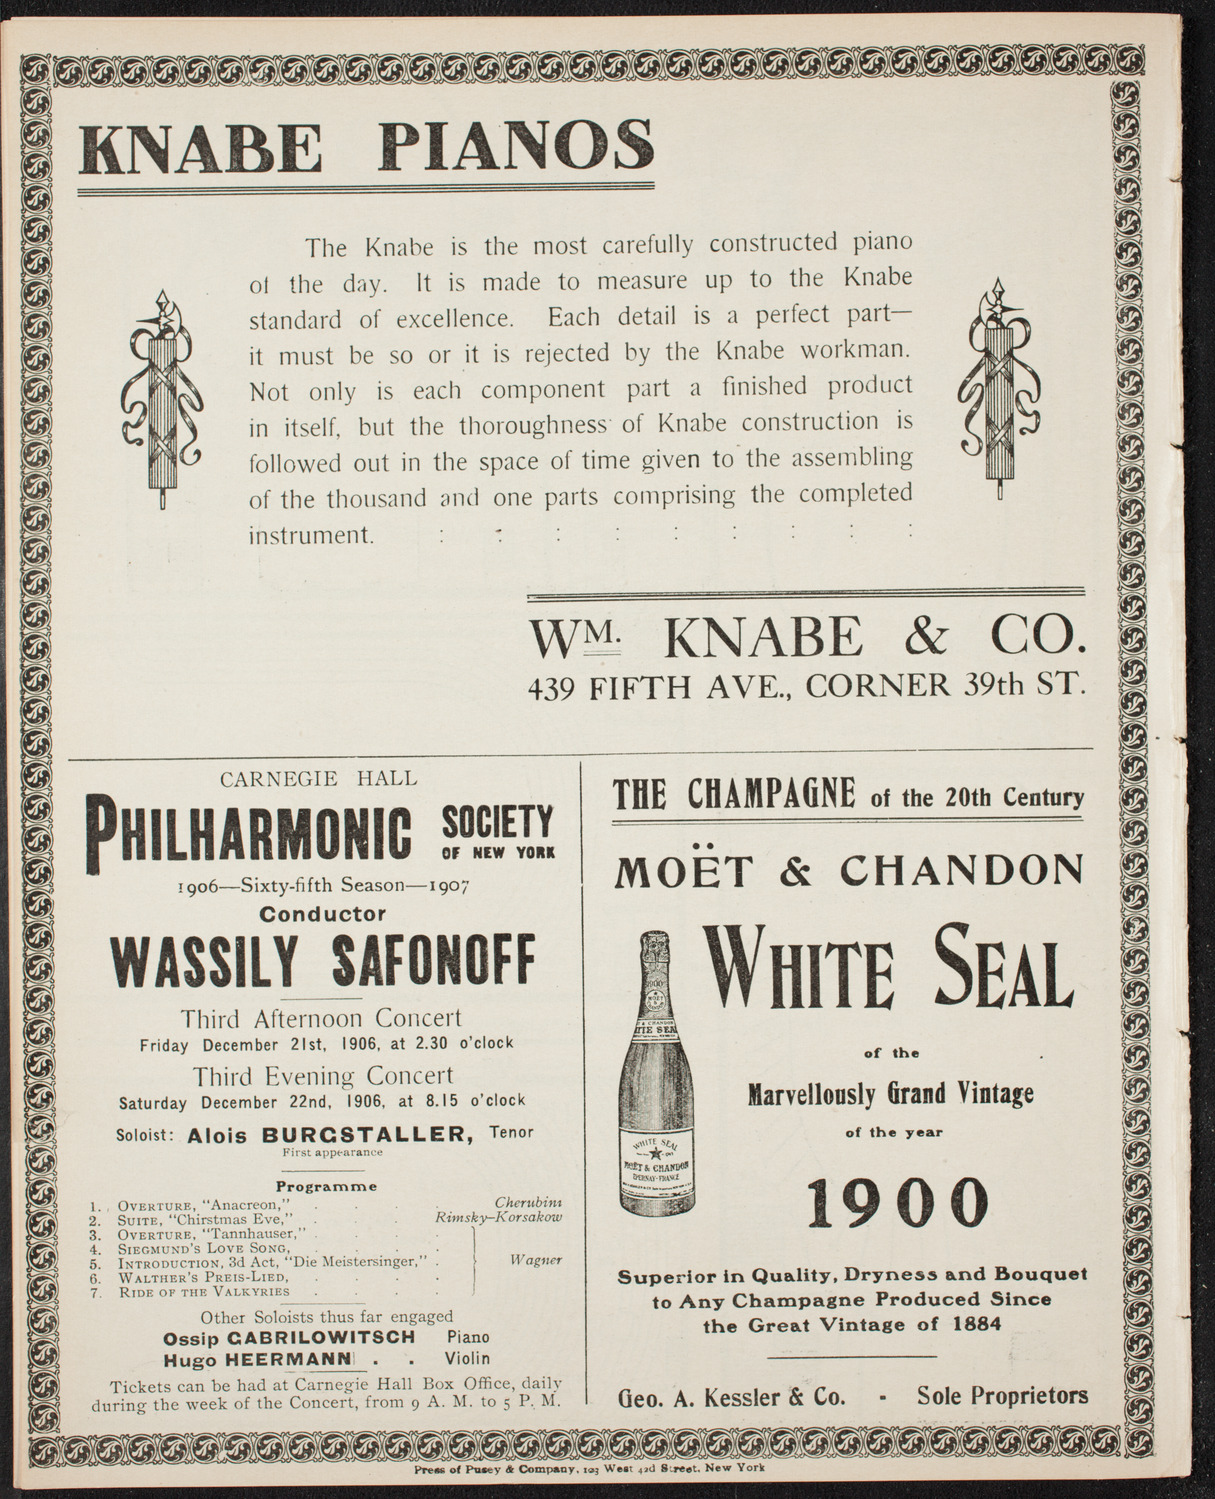 KNABE PIANOS
The Knabe is the most carefully constructed piano
of the day. It is made to measure up to the Knabe
standard of excellence. Each detail is a perfect part—
it must be so or it is rejected by the Knabe workman.
Not only is each component part a finished product
in itself, but the thoroughness of Knabe construction is
followed out in the space of time given to the assembling
of the thousand and one parts comprising the completed
instrument. : : : : : : : : :
WM. KNABE & CO.
439 FIFTH AVE., CORNER 39th ST.
CARNEGIE HALL
PHILHARMONIC SOCIETY
OF NEW YORK
1906—Sixty-fifth Season—1907
Conductor
WASSILY SAFONOFF
Third Afternoon Concert
Friday December 21st, 1906, at 2.30 o'clock
Third Evening Concert
Saturday December 22nd, 1906, at 8.15 o'clock
Soloist: Alois BURGSTALLER, Tenor
First appearance
Programme
1. OVERTURE, "Anacreon," . . . . Cherubini
2. SUITE, "Chirstmas Eve," . . . Rimsky-Korsakow
3. OVERTURE, "Tannhauser," . . . .
4. SIEGMUND'S LOVE SONG, . . . .
5. INTRODUCTION, 3d Act, "Die Meistersinger," . Wagner
6. WALTHER'S PREIS-LIED, . . . .
7. RIDE OF THE VALKYRIES . . . .
Other Soloists thus far engaged
Ossip GABRILOWITSCH Piano
Hugo HEERMANN . . Violin
Tickets can be had at Carnegie Hall Box Office, daily
during the week of the Concert, from 9 A. M. to 5 P. M.
THE CHAMPAGNE of the 20th Century
MOËT & CHANDON
WHITE SEAL
of the
Marvellously Grand Vintage
of the year
1900
WHITE SEAL
MOËT & CHANDON
EPERNAY-FRANCE
Superior in Quality, Dryness and Bouquet
to Any Champagne Produced Since
the Great Vintage of 1884
Geo. A. Kessler & Co. - Sole Proprietors
Press of Pusey & Company, 123 West 42d Street, New York